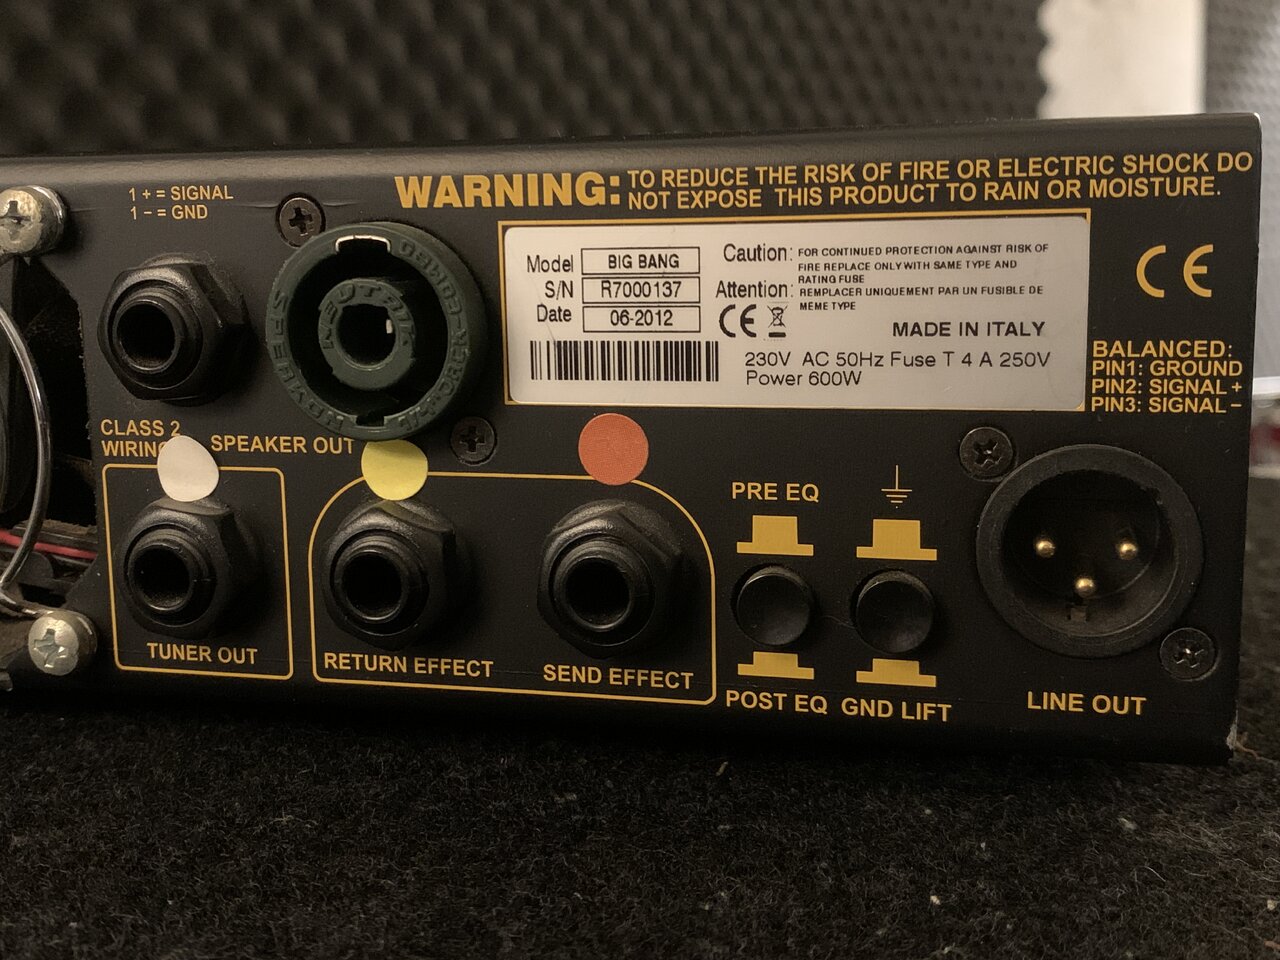 1 + = SIGNAL
1 − = GND
WARNING: TO REDUCE THE RISK OF FIRE OR ELECTRIC SHOCK DO
NOT EXPOSE THIS PRODUCT TO RAIN OR MOISTURE.
NEUTRIK
SPEAKER OUT
CLASS 2
WIRING
Model BIG BANG
S/N R7000137
Date 06-2012
Caution: FOR CONTINUED PROTECTION AGAINST RISK OF
FIRE REPLACE ONLY WITH SAME TYPE AND
RATING FUSE
Attention: REMPLACER UNIQUEMENT PAR UN FUSIBLE DE
MEME TYPE
CE
MADE IN ITALY
230V AC 50Hz Fuse T 4 A 250V
Power 600W
CE
BALANCED:
PIN1: GROUND
PIN2: SIGNAL +
PIN3: SIGNAL −
TUNER OUT
RETURN EFFECT
SEND EFFECT
PRE EQ
POST EQ
GND LIFT
LINE OUT